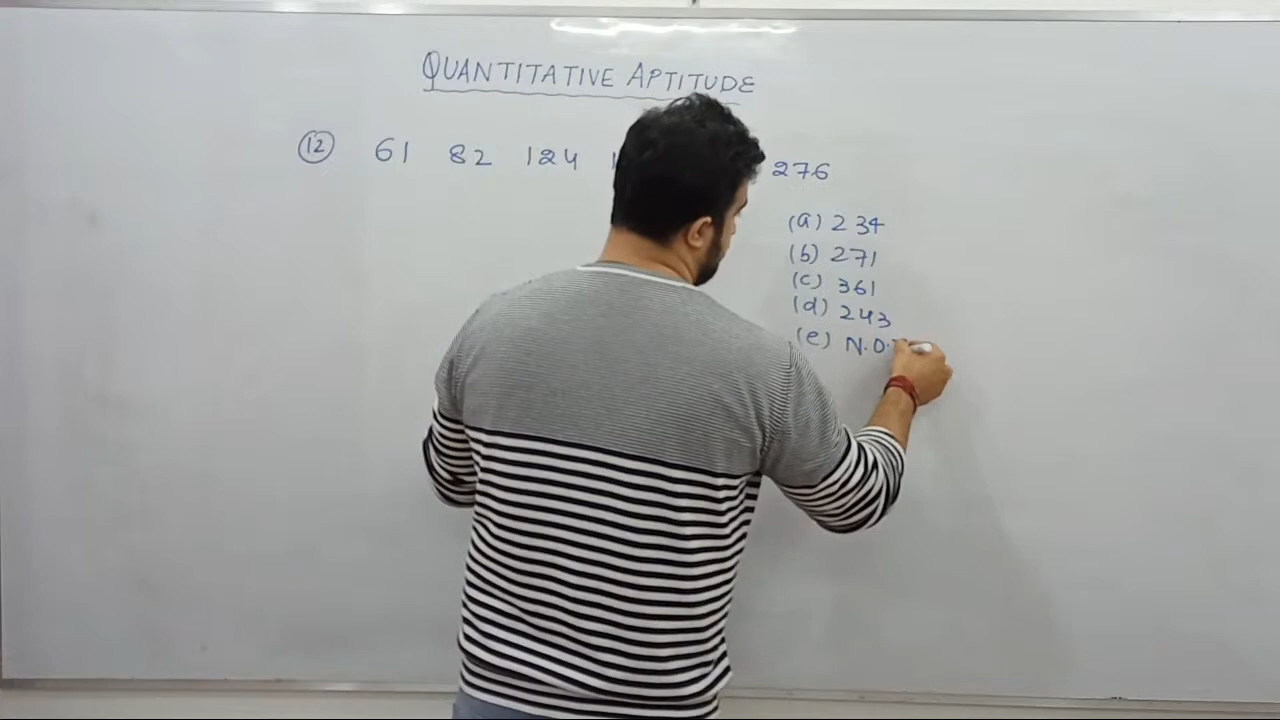 QUANTITATIVE APTITUDE
12 61 82 124 276
(a) 234
(b) 271
(c) 361
(d) 243
(e) N.O.